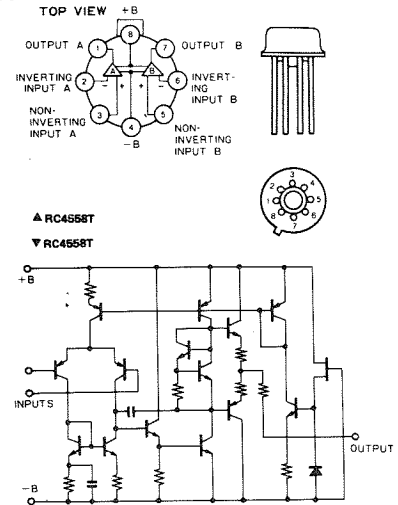 TOP VIEW
+B
8
OUTPUT A
1
7
OUTPUT B
A
B
INVERTING
INPUT A
2
−
+
+
−
6
INVERT-
ING
INPUT B
NON-
INVERTING
INPUT A
3
4
5
NON-
INVERTING
INPUT B
−B
3
2
4
1
5
8
6
7
▲ RC4558T
▼ RC4558T
+B
INPUTS
OUTPUT
−B